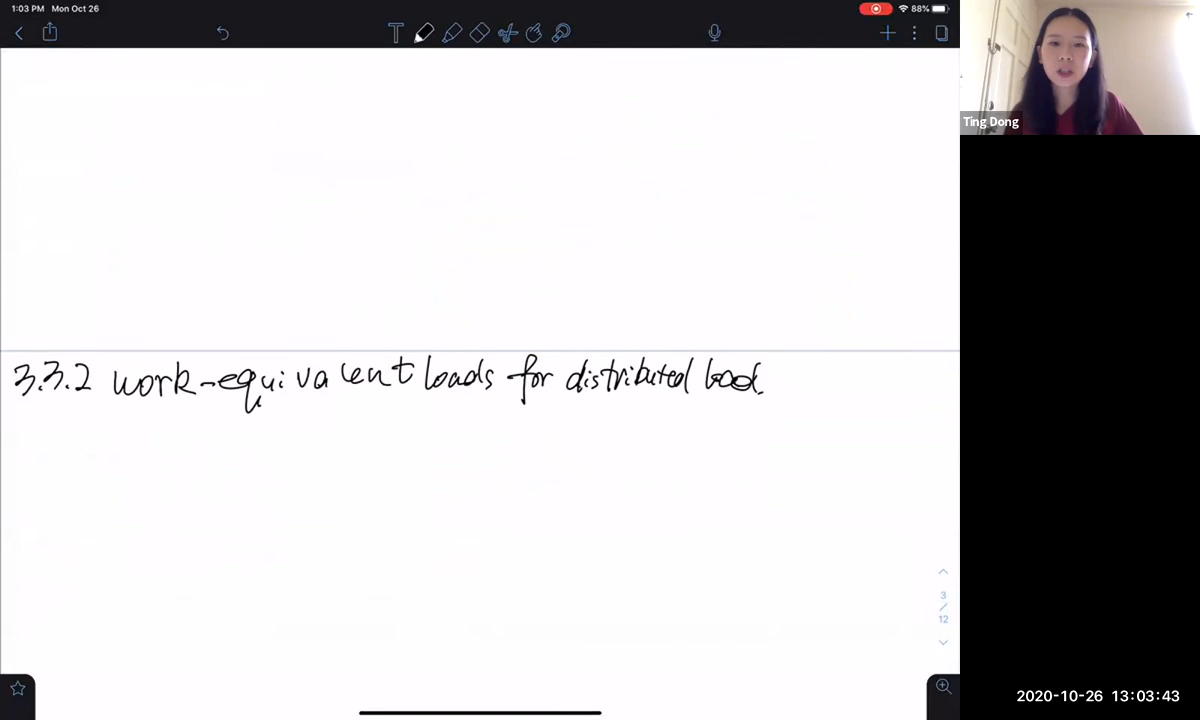 1:03 PM Mon Oct 26
88%
T
Ting Dong
3.3.2 work-equivalent loads for distributed load.
3
/
12
2020-10-26 13:03:43